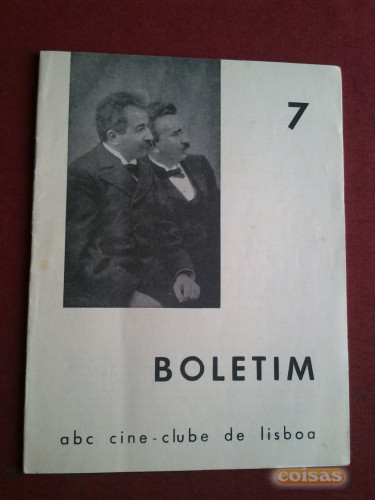 7
BOLETIM
abc cine-clube de lisboa
coisas